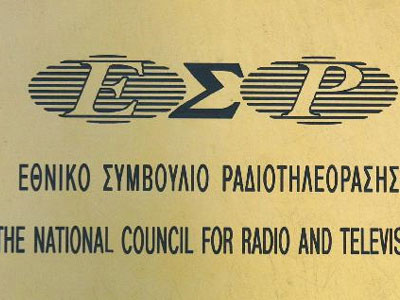 ΕΣΡ
ΕΘΝΙΚΟ ΣΥΜΒΟΥΛΙΟ ΡΑΔΙΟΤΗΛΕΟΡΑΣΗΣ
THE NATIONAL COUNCIL FOR RADIO AND TELEVIS